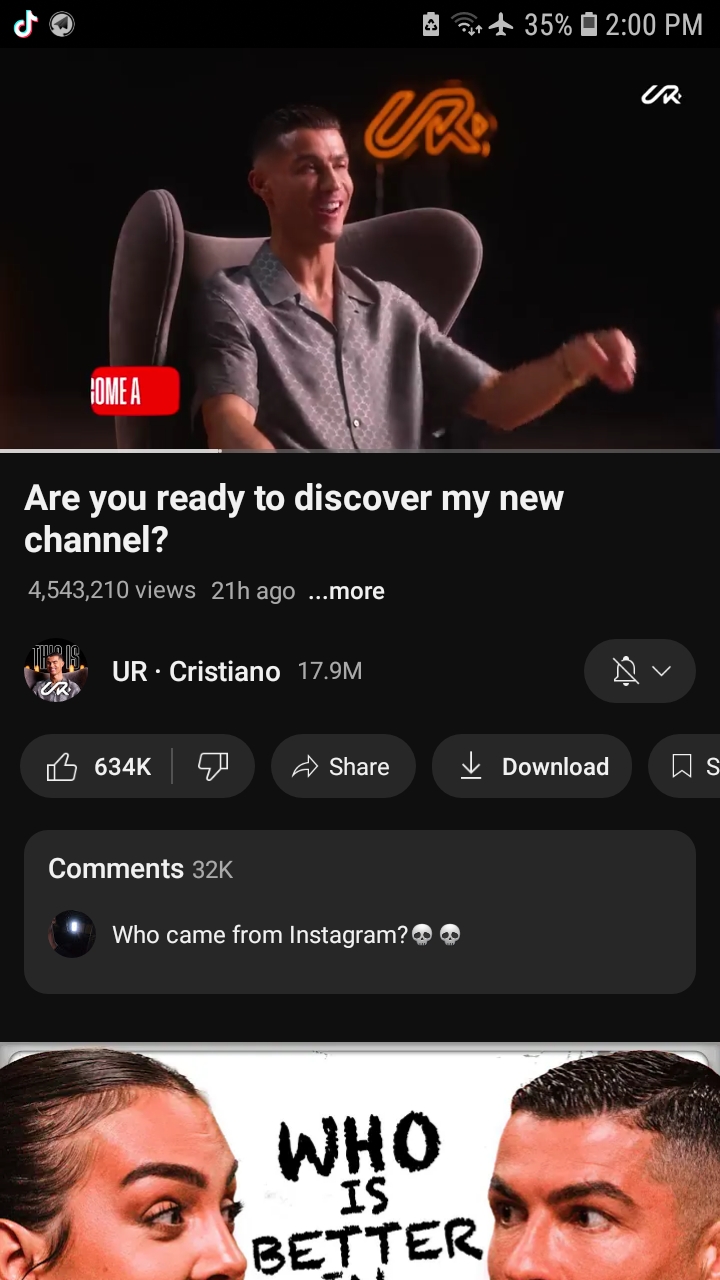 35% 2:00 PM
UR
UR
COME A
Are you ready to discover my new
channel?
4,543,210 views 21h ago ...more
THIS IS
UR
UR · Cristiano 17.9M
634K Share Download S
Comments 32K
Who came from Instagram?💀💀
WHO
IS
BETTER
IN